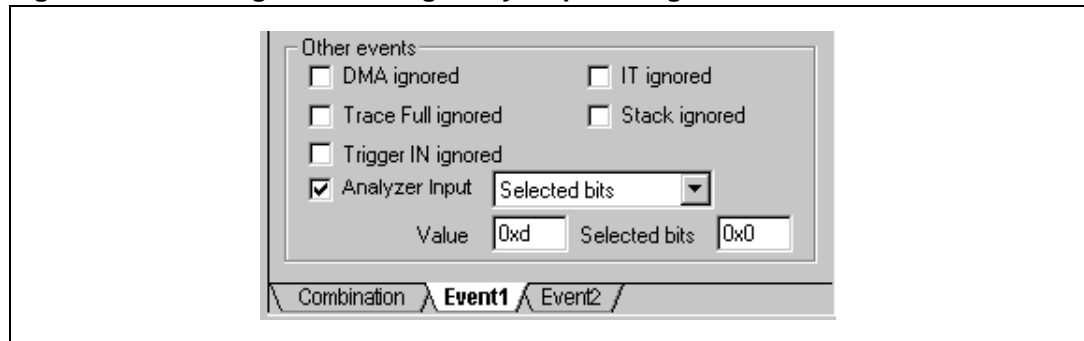 Other events
DMA ignored IT ignored
Trace Full ignored Stack ignored
Trigger IN ignored
Analyzer Input Selected bits
Value 0xd Selected bits 0x0
Combination Event1 Event2